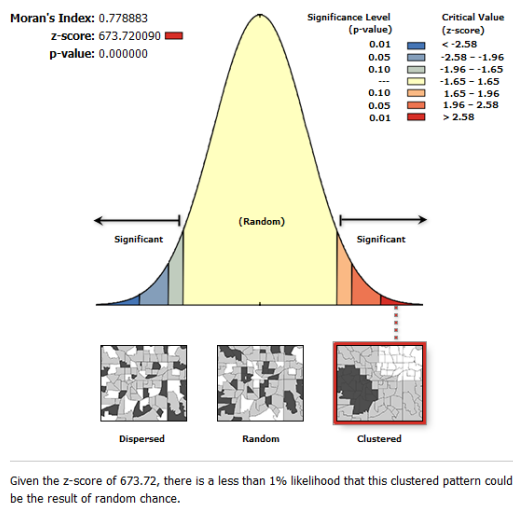 Moran's Index: 0.778883
z-score: 673.720090
p-value: 0.000000
Significance Level
(p-value)
Critical Value
(z-score)
0.01 < -2.58
0.05 -2.58 – -1.96
0.10 -1.96 – -1.65
--- -1.65 – 1.65
0.10 1.65 – 1.96
0.05 1.96 – 2.58
0.01 > 2.58
(Random)
Significant
Significant
Dispersed
Random
Clustered
Given the z-score of 673.72, there is a less than 1% likelihood that this clustered pattern could
be the result of random chance.